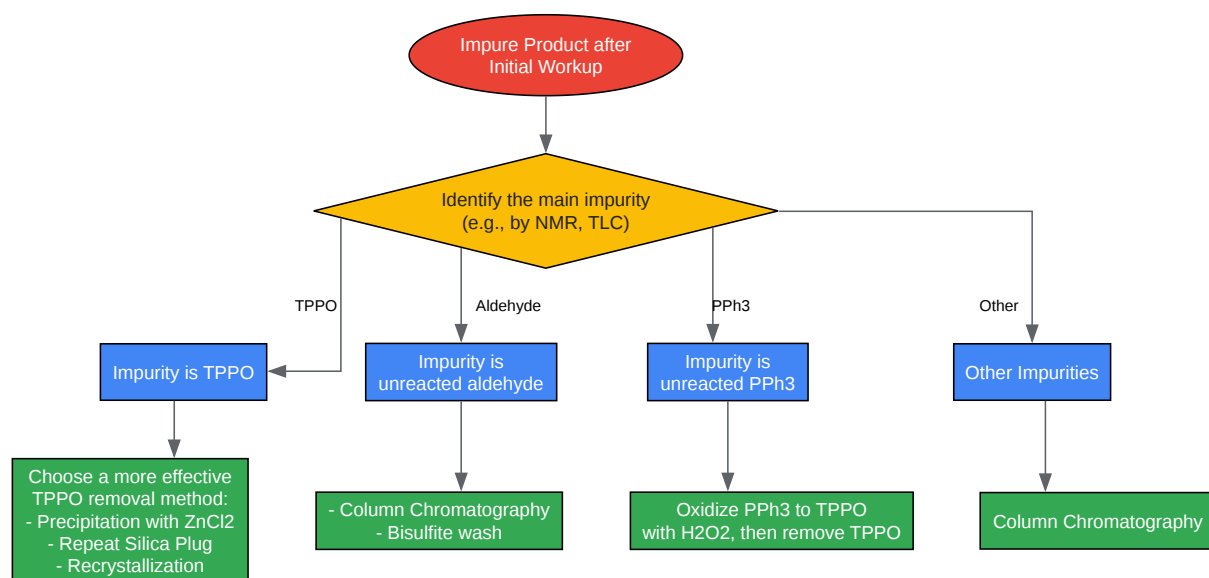 Impure Product after
Initial Workup
Identify the main impurity
(e.g., by NMR, TLC)
TPPO
Aldehyde
PPh3
Other
Impurity is TPPO
Impurity is
unreacted aldehyde
Impurity is
unreacted PPh3
Other Impurities
Choose a more effective
TPPO removal method:
- Precipitation with ZnCl2
- Repeat Silica Plug
- Recrystallization
- Column Chromatography
- Bisulfite wash
Oxidize PPh3 to TPPO
with H2O2, then remove TPPO
Column Chromatography